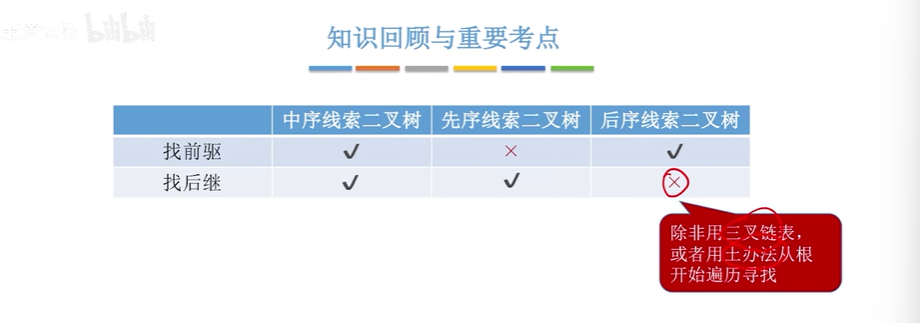 bilibili
知识回顾与重要考点
中序线索二叉树 先序线索二叉树 后序线索二叉树
找前驱 ✓ × ✓
找后继 ✓ ✓ ×
除非用三叉链表,
或者用土办法从根
开始遍历寻找